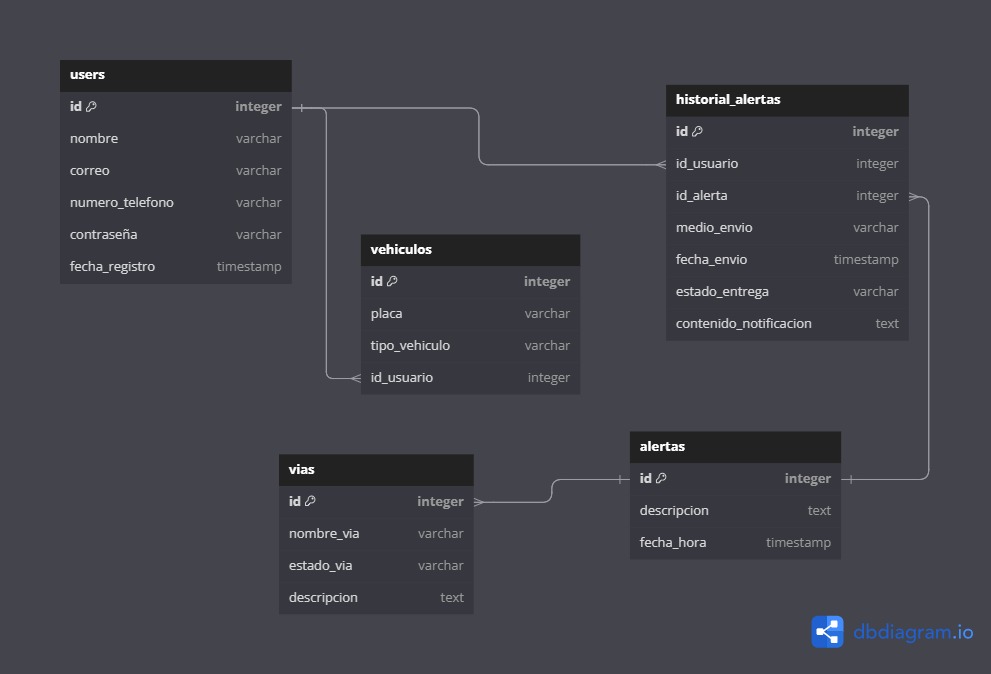 users
id integer
nombre varchar
correo varchar
numero_telefono varchar
contraseña varchar
fecha_registro timestamp
historial_alertas
id integer
id_usuario integer
id_alerta integer
medio_envio varchar
fecha_envio timestamp
estado_entrega varchar
contenido_notificacion text
vehiculos
id integer
placa varchar
tipo_vehiculo varchar
id_usuario integer
alertas
id integer
descripcion text
fecha_hora timestamp
vias
id integer
nombre_via varchar
estado_via varchar
descripcion text
dbdiagram.io